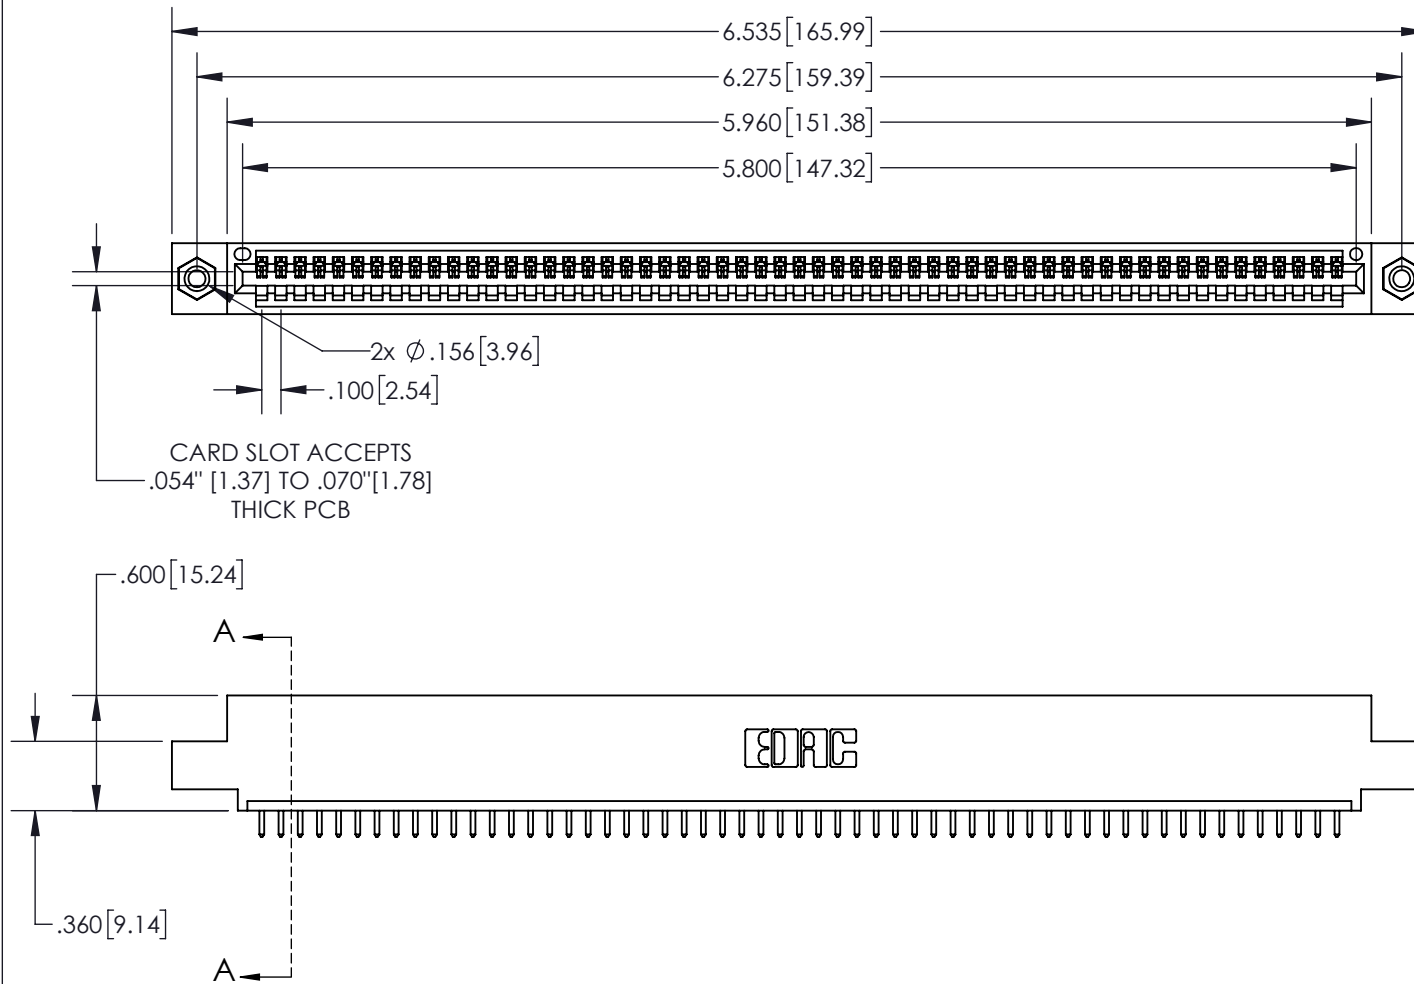 6.535[165.99]
6.275[159.39]
5.960[151.38]
5.800[147.32]
2x Ø.156[3.96]
.100[2.54]
CARD SLOT ACCEPTS
.054" [1.37] TO .070"[1.78]
THICK PCB
.600[15.24]
A
EDAC
.360[9.14]
A